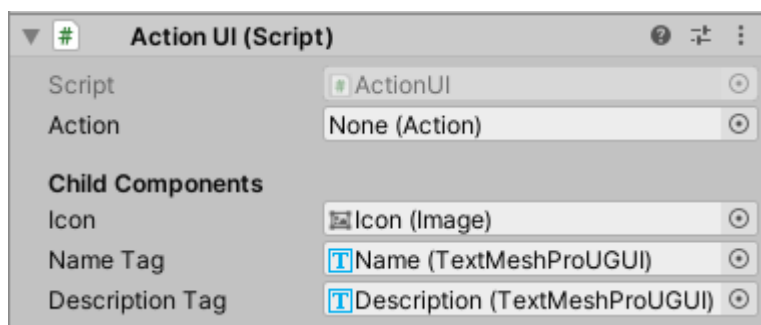 # Action UI (Script)
Script # ActionUI
Action None (Action)
Child Components
Icon Icon (Image)
Name Tag T Name (TextMeshProUGUI)
Description Tag T Description (TextMeshProUGUI)